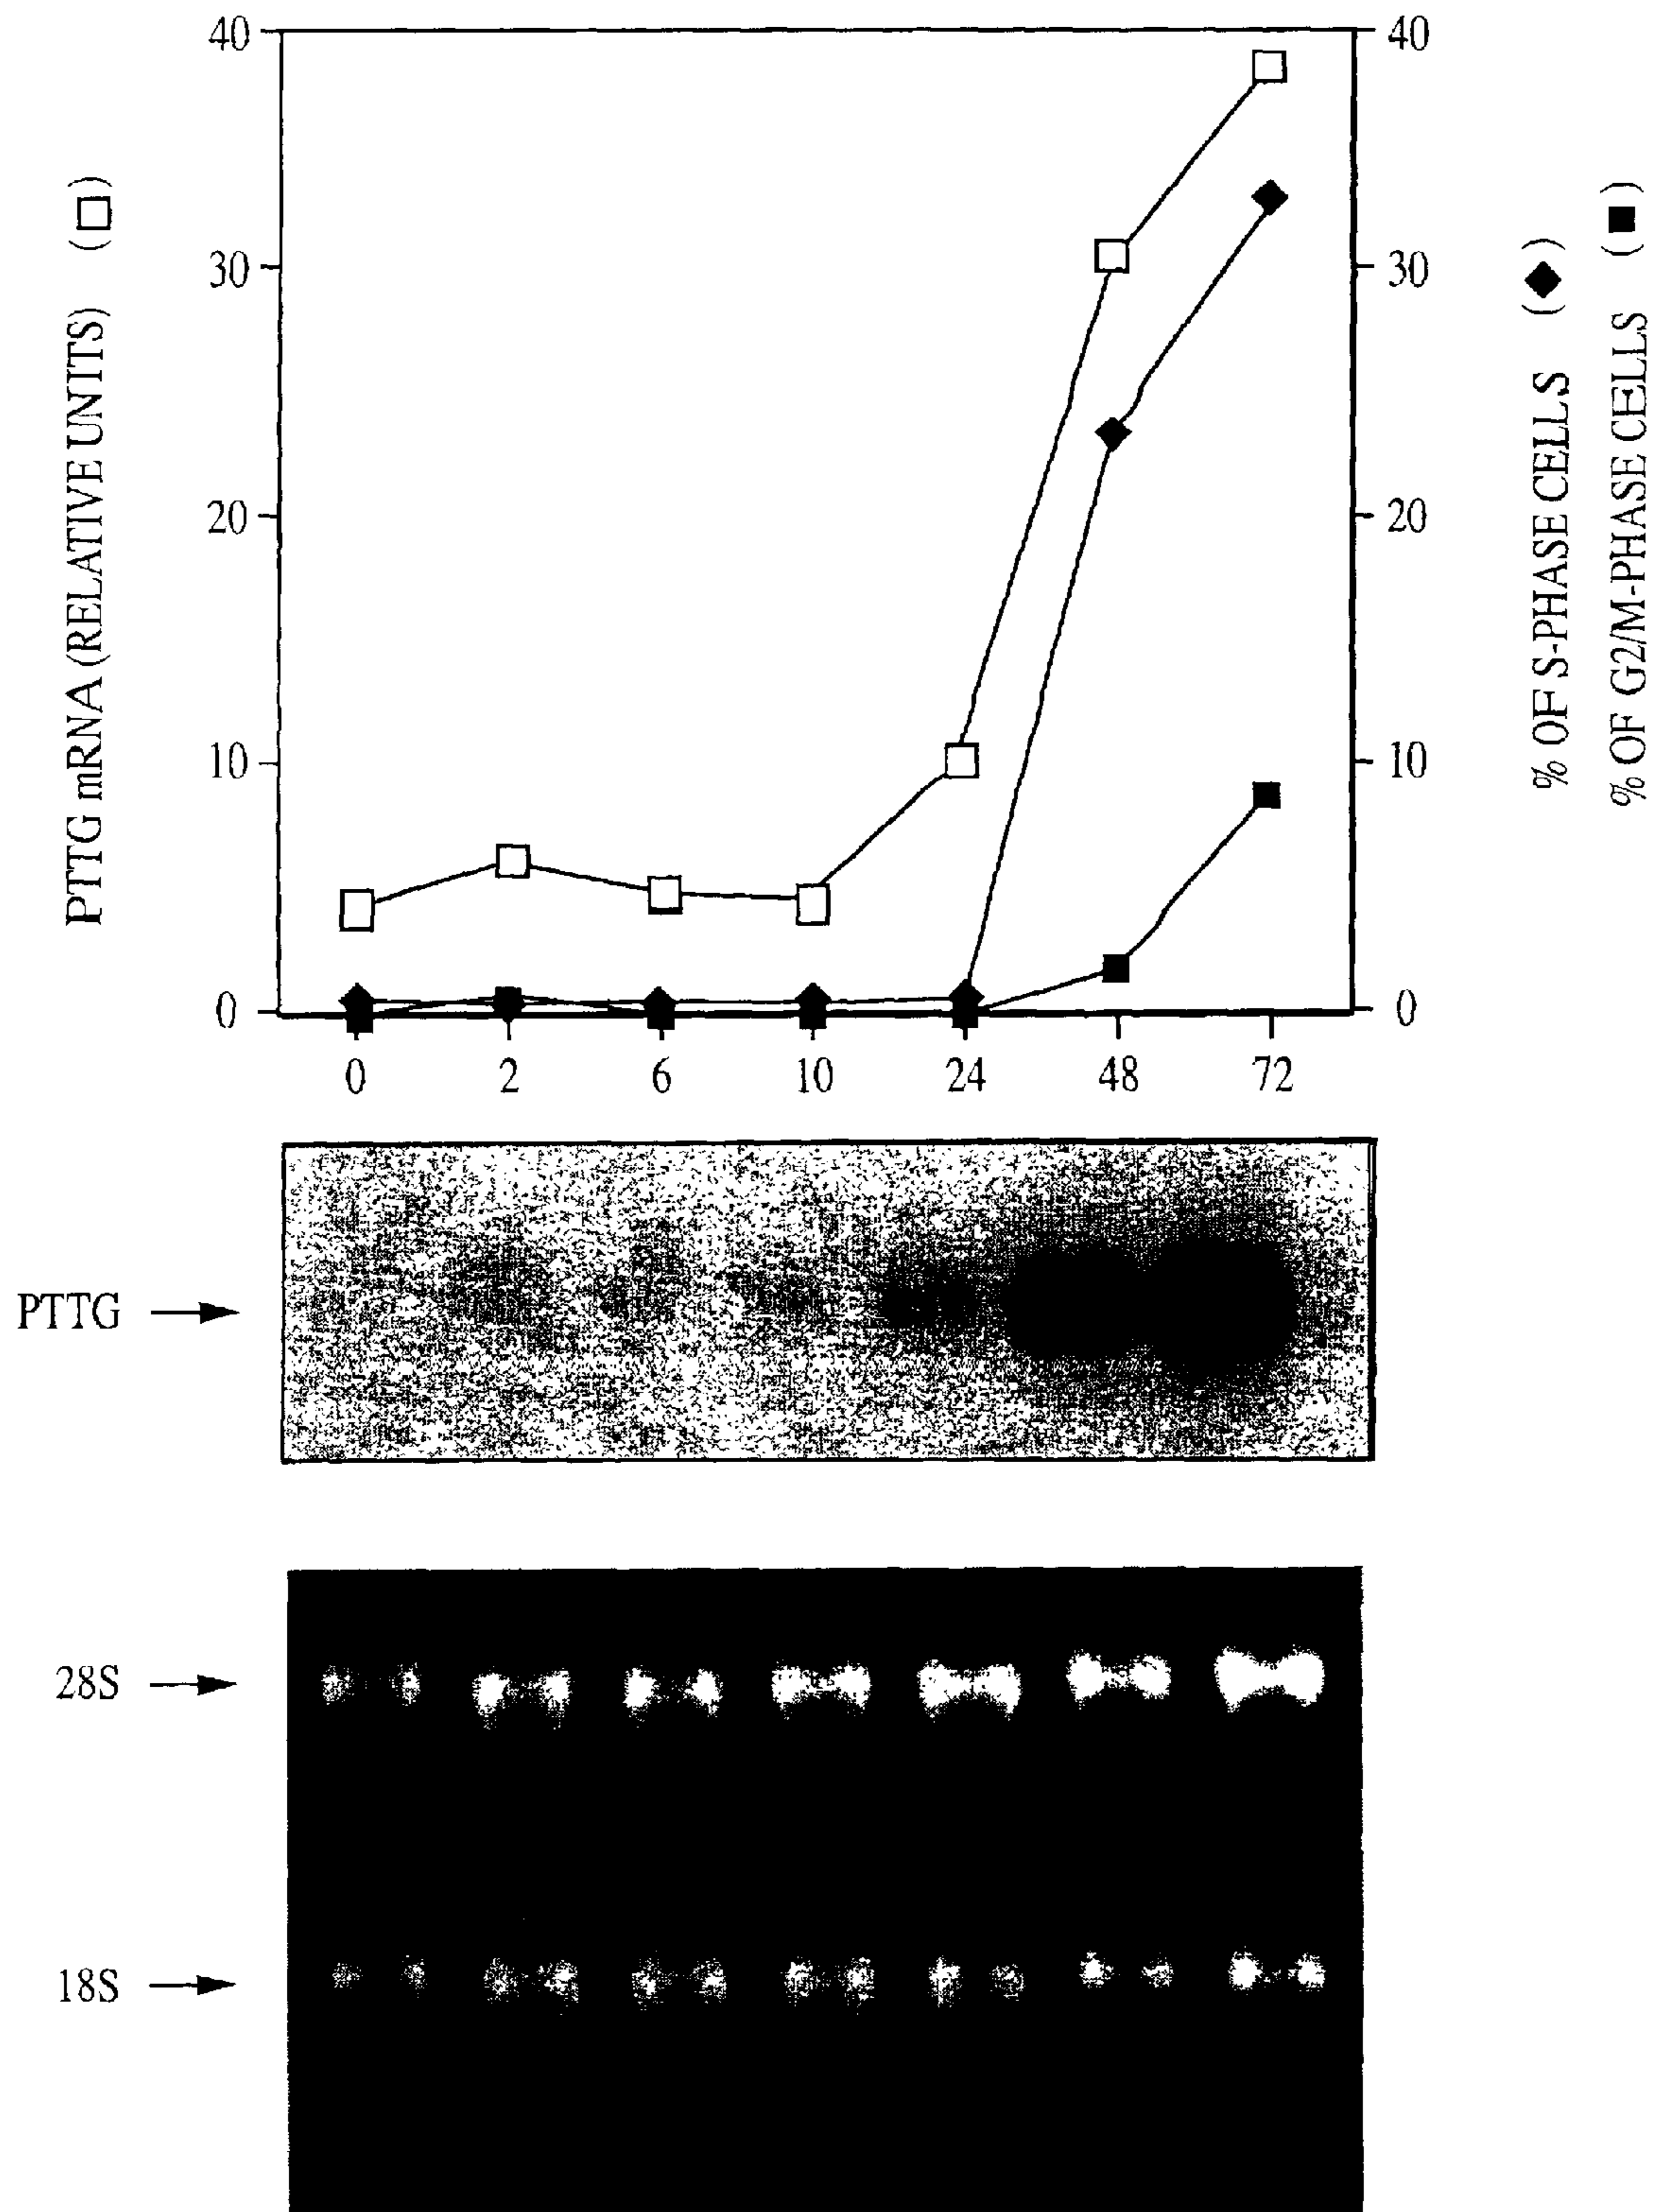 PTTG mRNA (RELATIVE UNITS) (□)
40
30
20
10
0
40
30
20
10
0
% OF S-PHASE CELLS (◆)
% OF G2/M-PHASE CELLS (■)
0 2 6 10 24 48 72
PTTG
28S
18S